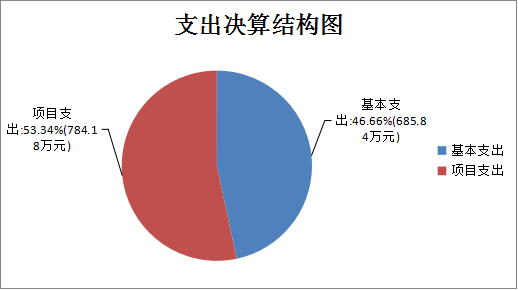 支出决算结构图
项目支
出:53.34%(784.1
8万元)
基本支
出:46.66%(685.8
4万元)
基本支出
项目支出